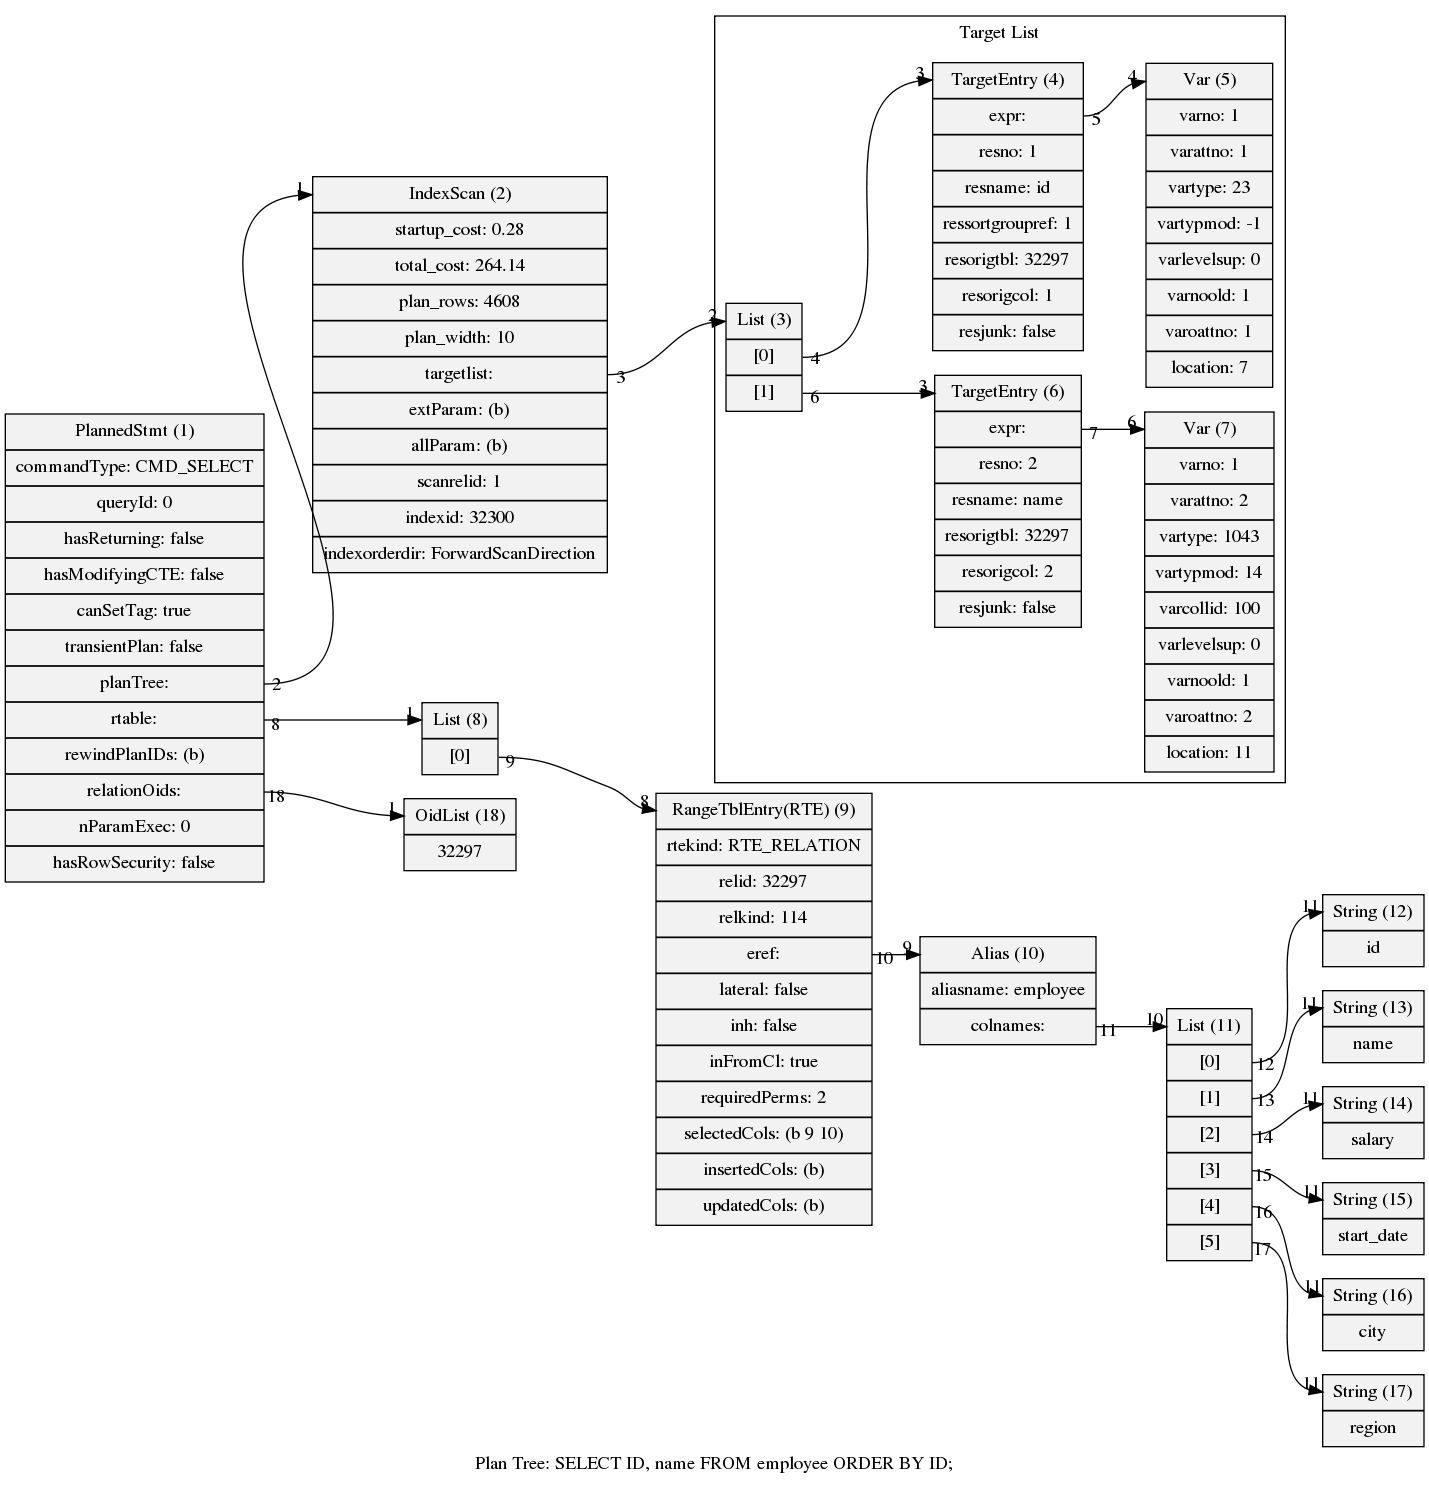 Target List
TargetEntry (4)
expr:
resno: 1
resname: id
ressortgroupref: 1
resorigtbl: 32297
resorigcol: 1
resjunk: false
3
5
Var (5)
varno: 1
varattno: 1
vartype: 23
vartypmod: -1
varlevelsup: 0
varnoold: 1
varoattno: 1
location: 7
4
IndexScan (2)
startup_cost: 0.28
total_cost: 264.14
plan_rows: 4608
plan_width: 10
targetlist:
extParam: (b)
allParam: (b)
scanrelid: 1
indexid: 32300
indexorderdir: ForwardScanDirection
1
3
List (3)
[0]
[1]
2
4
6
TargetEntry (6)
expr:
resno: 2
resname: name
resorigtbl: 32297
resorigcol: 2
resjunk: false
3
7
Var (7)
varno: 1
varattno: 2
vartype: 1043
vartypmod: 14
varcollid: 100
varlevelsup: 0
varnoold: 1
varoattno: 2
location: 11
6
PlannedStmt (1)
commandType: CMD_SELECT
queryId: 0
hasReturning: false
hasModifyingCTE: false
canSetTag: true
transientPlan: false
planTree:
rtable:
rewindPlanIDs: (b)
relationOids:
nParamExec: 0
hasRowSecurity: false
2
8
18
List (8)
[0]
1
9
OidList (18)
32297
1
RangeTblEntry(RTE) (9)
rtekind: RTE_RELATION
relid: 32297
relkind: 114
eref:
lateral: false
inh: false
inFromCl: true
requiredPerms: 2
selectedCols: (b 9 10)
insertedCols: (b)
updatedCols: (b)
8
10
Alias (10)
aliasname: employee
colnames:
9
11
List (11)
[0]
[1]
[2]
[3]
[4]
[5]
10
12
13
14
15
16
17
String (12)
id
11
String (13)
name
11
String (14)
salary
11
String (15)
start_date
11
String (16)
city
11
String (17)
region
11
Plan Tree: SELECT ID, name FROM employee ORDER BY ID;